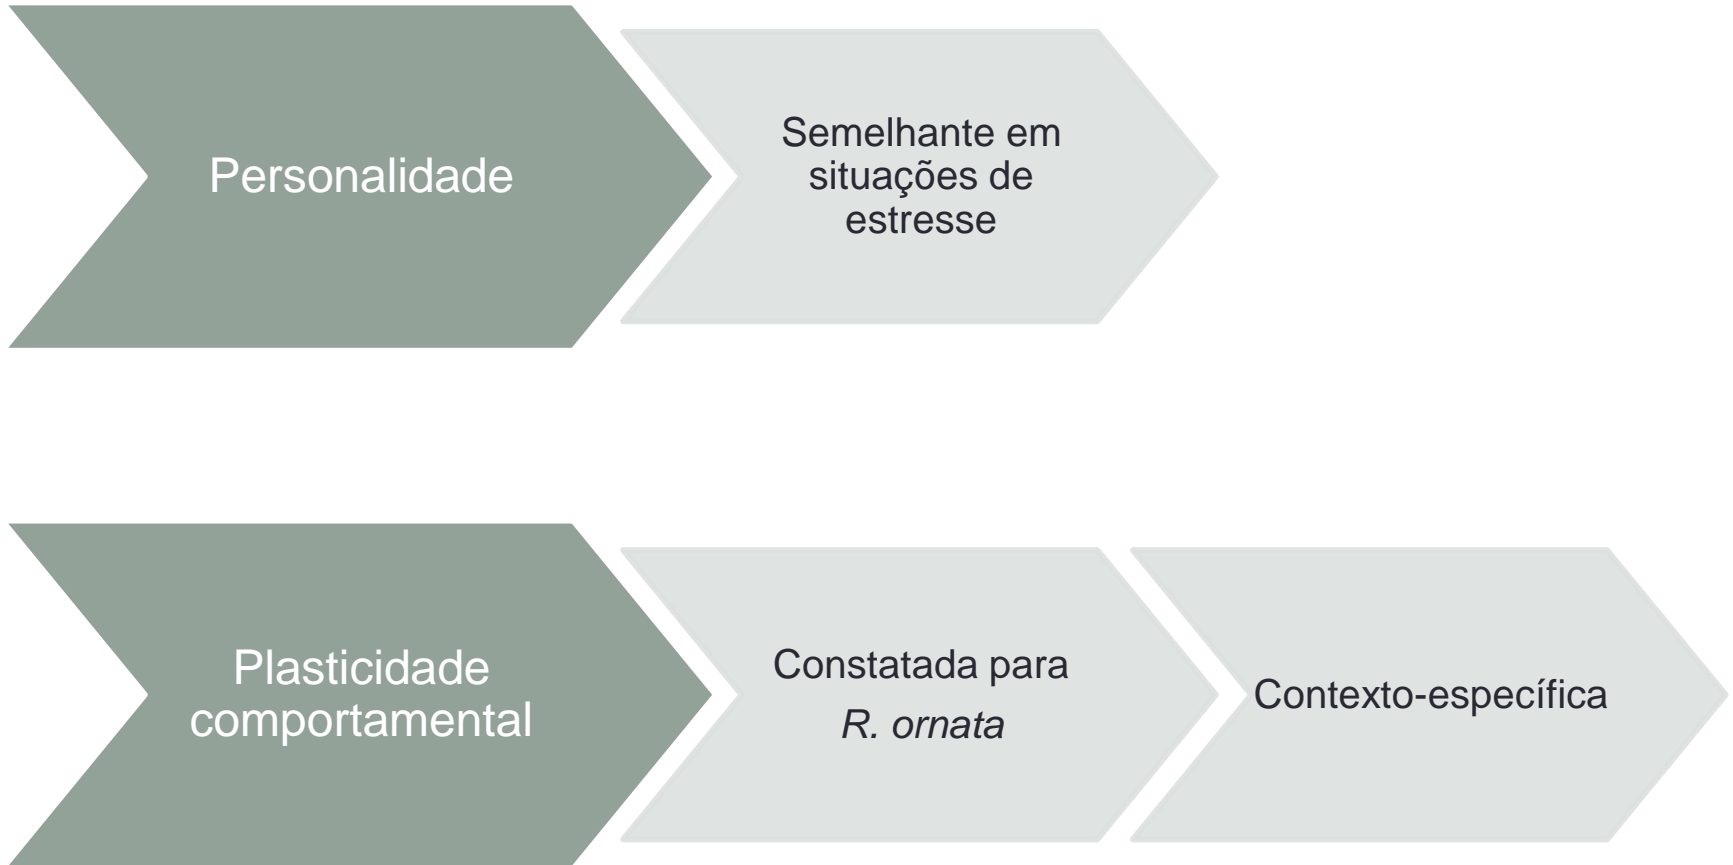 Personalidade
Semelhante em
situações de
estresse
Plasticidade
comportamental
Constatada para
R. ornata
Contexto-específica